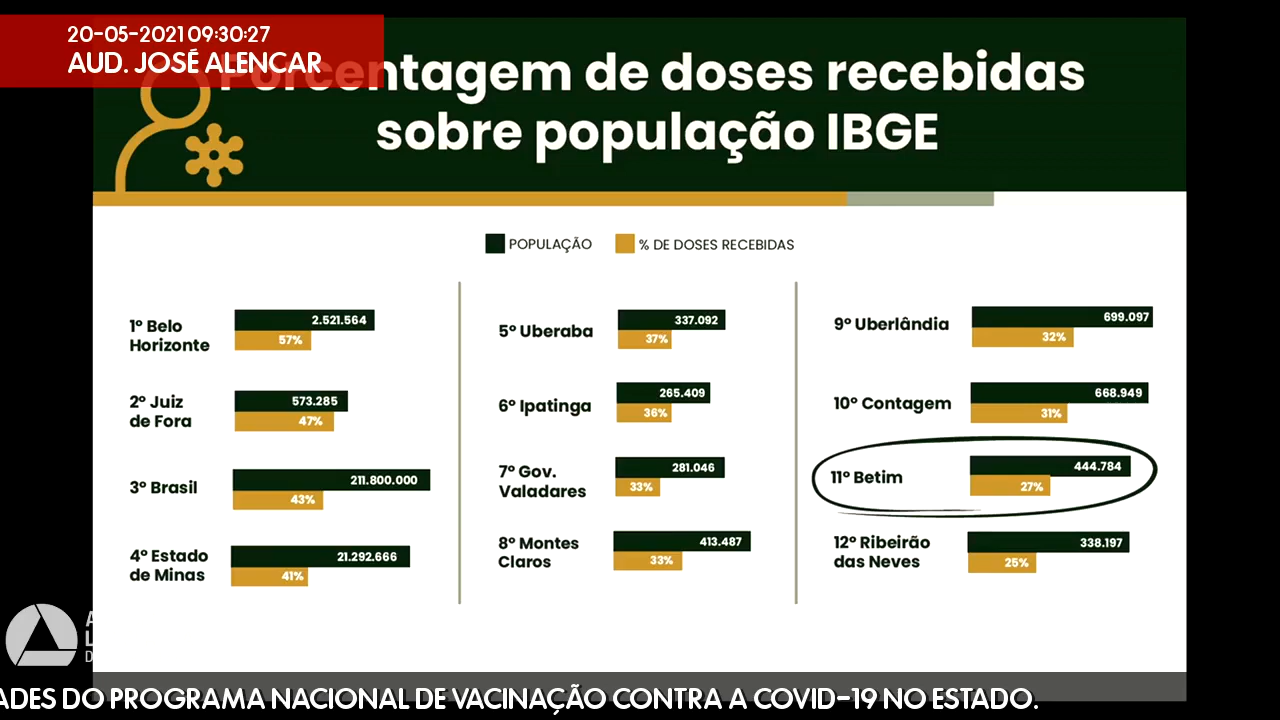 20-05-2021 09:30:27
AUD. JOSÉ ALENCAR
Porcentagem de doses recebidas
sobre população IBGE
POPULAÇÃO
% DE DOSES RECEBIDAS
1º Belo
Horizonte
2.521.564
57%
2º Juiz
de Fora
573.285
47%
3º Brasil
211.800.000
43%
4º Estado
de Minas
21.292.666
41%
5º Uberaba
337.092
37%
6º Ipatinga
265.409
36%
7º Gov.
Valadares
281.046
33%
8º Montes
Claros
413.487
33%
9º Uberlândia
699.097
32%
10º Contagem
668.949
31%
11º Betim
444.784
27%
12º Ribeirão
das Neves
338.197
25%
ADES DO PROGRAMA NACIONAL DE VACINAÇÃO CONTRA A COVID-19 NO ESTADO.